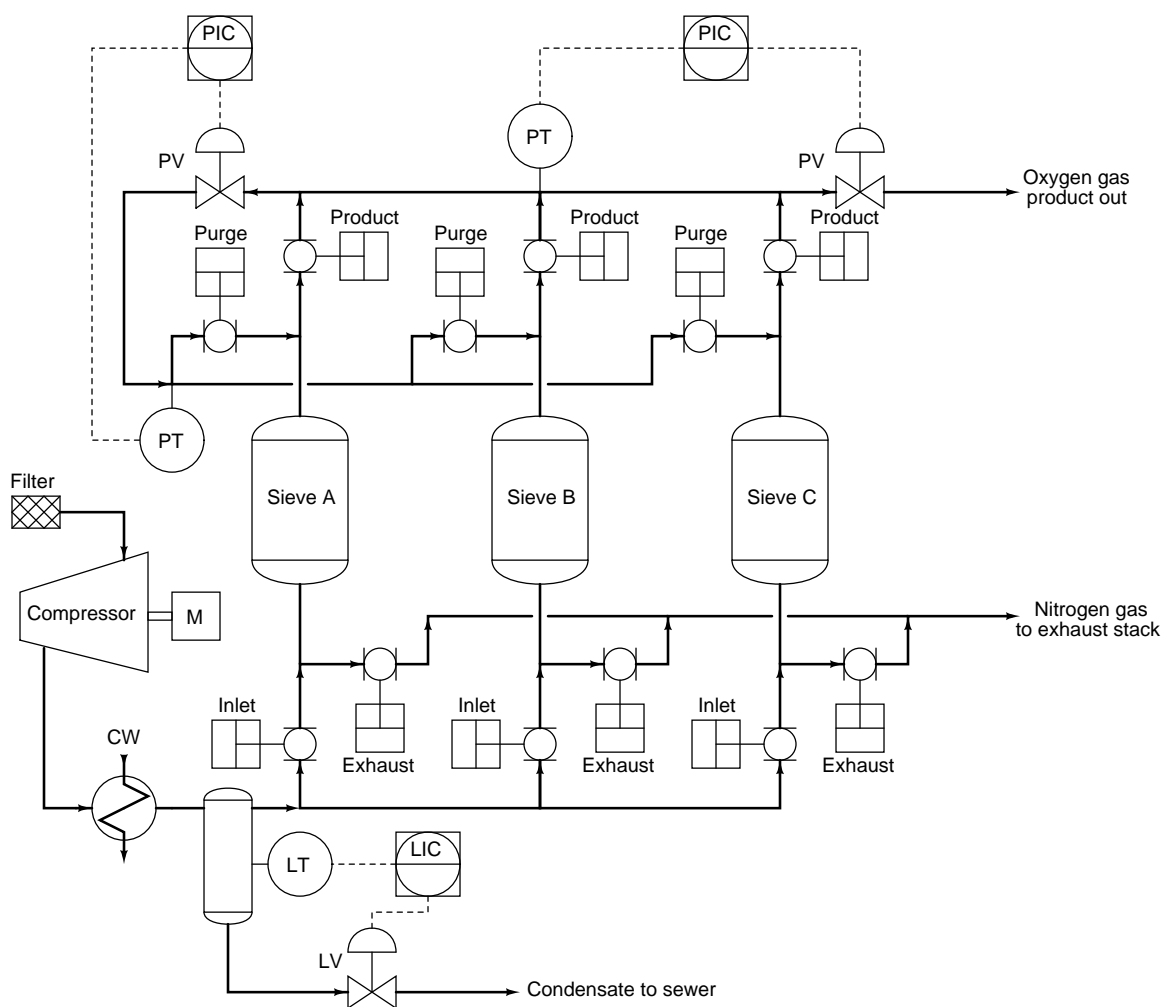 PIC
PIC
PT
PV
PV
Oxygen gas
product out
Product
Product
Product
Purge
Purge
Purge
PT
Filter
Sieve A
Sieve B
Sieve C
Compressor
M
Nitrogen gas
to exhaust stack
Inlet
Inlet
Inlet
CW
Exhaust
Exhaust
Exhaust
LT
LIC
LV
Condensate to sewer